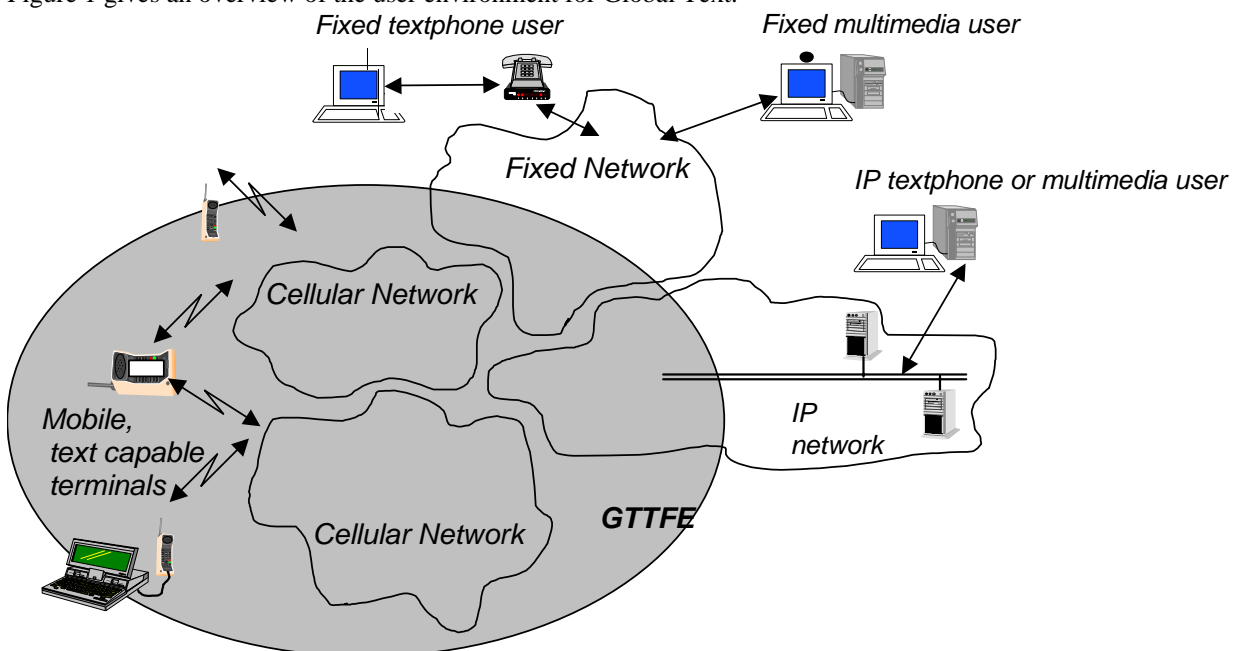 Figure 1 gives an overview of the user environment for Global Text.
Fixed textphone user
Fixed multimedia user
Fixed Network
IP textphone or multimedia user
Cellular Network
Mobile,
text capable
terminals
IP
network
GTTFE
Cellular Network